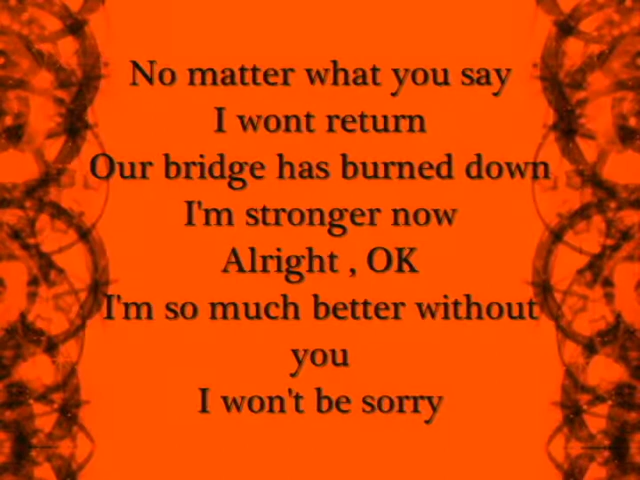 No matter what you say
I wont return
Our bridge has burned down
I'm stronger now
Alright , OK
I'm so much better without
you
I won't be sorry